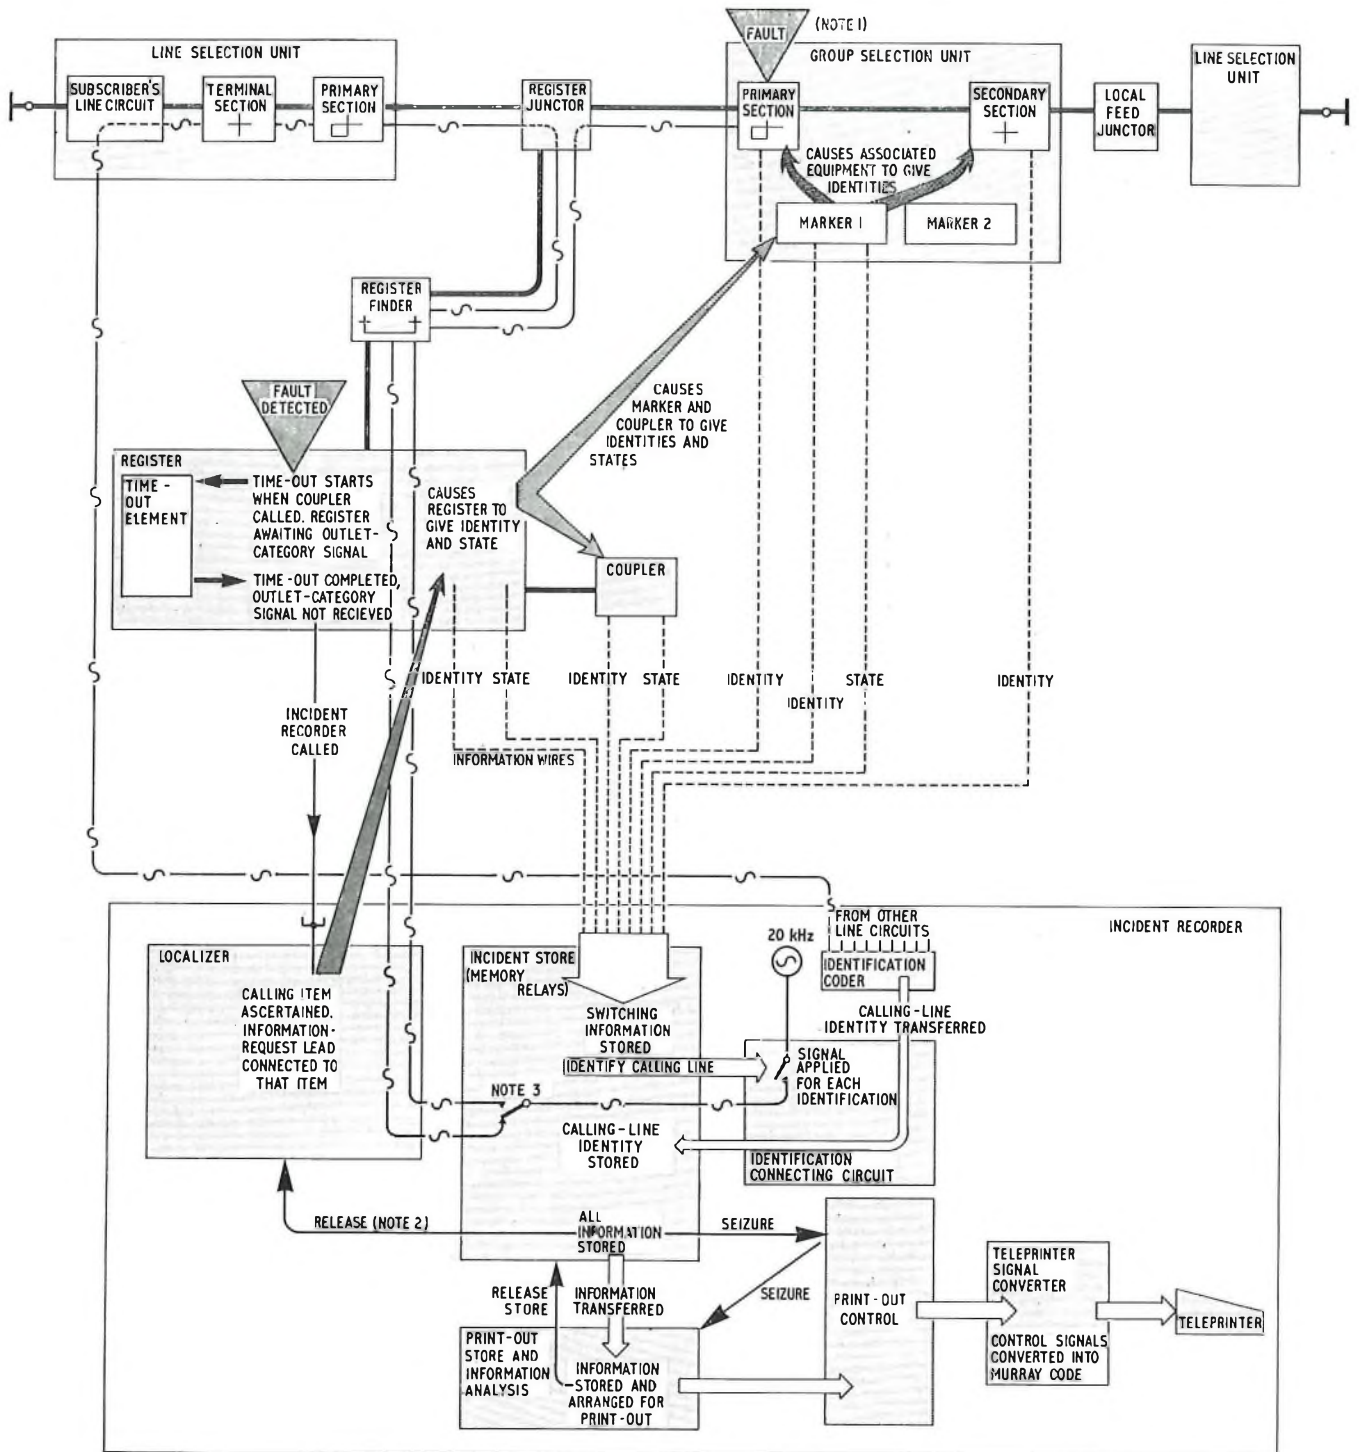 FAULT
(NOTE 1)
LINE SELECTION UNIT
GROUP SELECTION UNIT
LINE SELECTION
UNIT
SUBSCRIBER'S
LINE CIRCUIT
TERMINAL
SECTION
PRIMARY
SECTION
REGISTER
JUNCTOR
PRIMARY
SECTION
SECONDARY
SECTION
LOCAL
FEED
JUNCTOR
CAUSES ASSOCIATED
EQUIPMENT TO GIVE
IDENTITIES
MARKER 1
MARKER 2
REGISTER
FINDER
FAULT
DETECTED
CAUSES
MARKER AND
COUPLER TO GIVE
IDENTITIES AND
STATES
REGISTER
TIME -
OUT
ELEMENT
TIME-OUT STARTS
WHEN COUPLER
CALLED. REGISTER
AWAITING OUTLET-
CATEGORY SIGNAL
TIME-OUT COMPLETED,
OUTLET-CATEGORY
SIGNAL NOT RECIEVED
CAUSES
REGISTER TO
GIVE IDENTITY
AND STATE
COUPLER
IDENTITY
STATE
IDENTITY
STATE
IDENTITY
IDENTITY
STATE
IDENTITY
INCIDENT
RECORDER
CALLED
INFORMATION WIRES
INCIDENT RECORDER
FROM OTHER
LINE CIRCUITS
20 kHz
IDENTIFICATION
CODER
LOCALIZER
INCIDENT STORE
(MEMORY
RELAYS)
CALLING ITEM
ASCERTAINED.
INFORMATION-
REQUEST LEAD
CONNECTED TO
THAT ITEM
SWITCHING
INFORMATION
STORED
CALLING-LINE
IDENTITY TRANSFERRED
IDENTIFY CALLING LINE
SIGNAL
APPLIED
FOR EACH
IDENTIFICATION
NOTE 3
CALLING-LINE
IDENTITY
STORED
IDENTIFICATION
CONNECTING CIRCUIT
RELEASE (NOTE 2)
ALL
INFORMATION
STORED
SEIZURE
RELEASE
STORE
INFORMATION
TRANSFERRED
SEIZURE
PRINT-OUT
CONTROL
TELEPRINTER
SIGNAL
CONVERTER
CONTROL SIGNALS
CONVERTED INTO
MURRAY CODE
TELEPRINTER
PRINT-OUT
STORE AND
INFORMATION
ANALYSIS
INFORMATION
STORED AND
ARRANGED FOR
PRINT-OUT